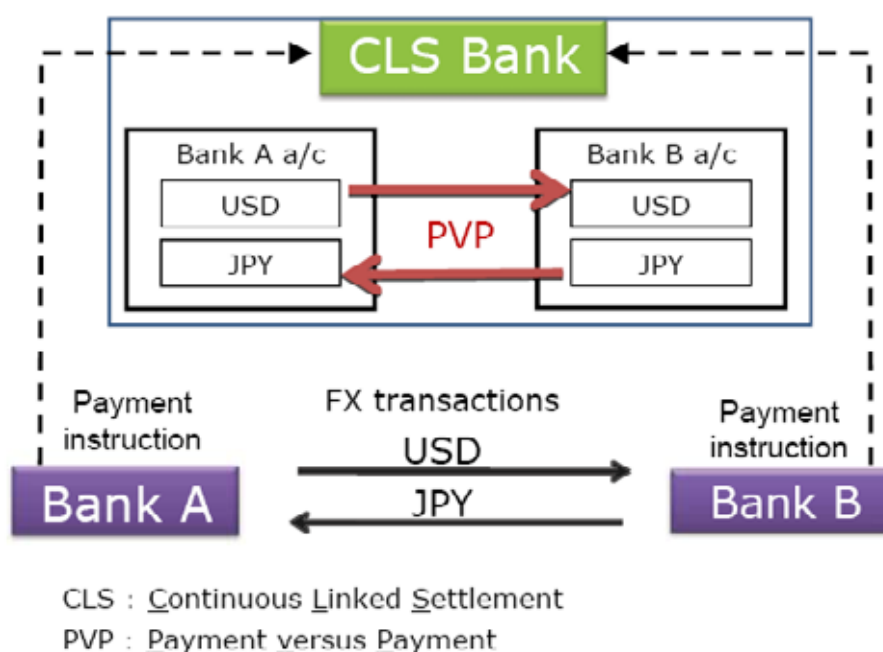 CLS Bank
Bank A a/c
USD
JPY
PVP
Bank B a/c
USD
JPY
Payment
instruction
FX transactions
USD
JPY
Payment
instruction
Bank A
Bank B
CLS : Continuous Linked Settlement
PVP : Payment versus Payment